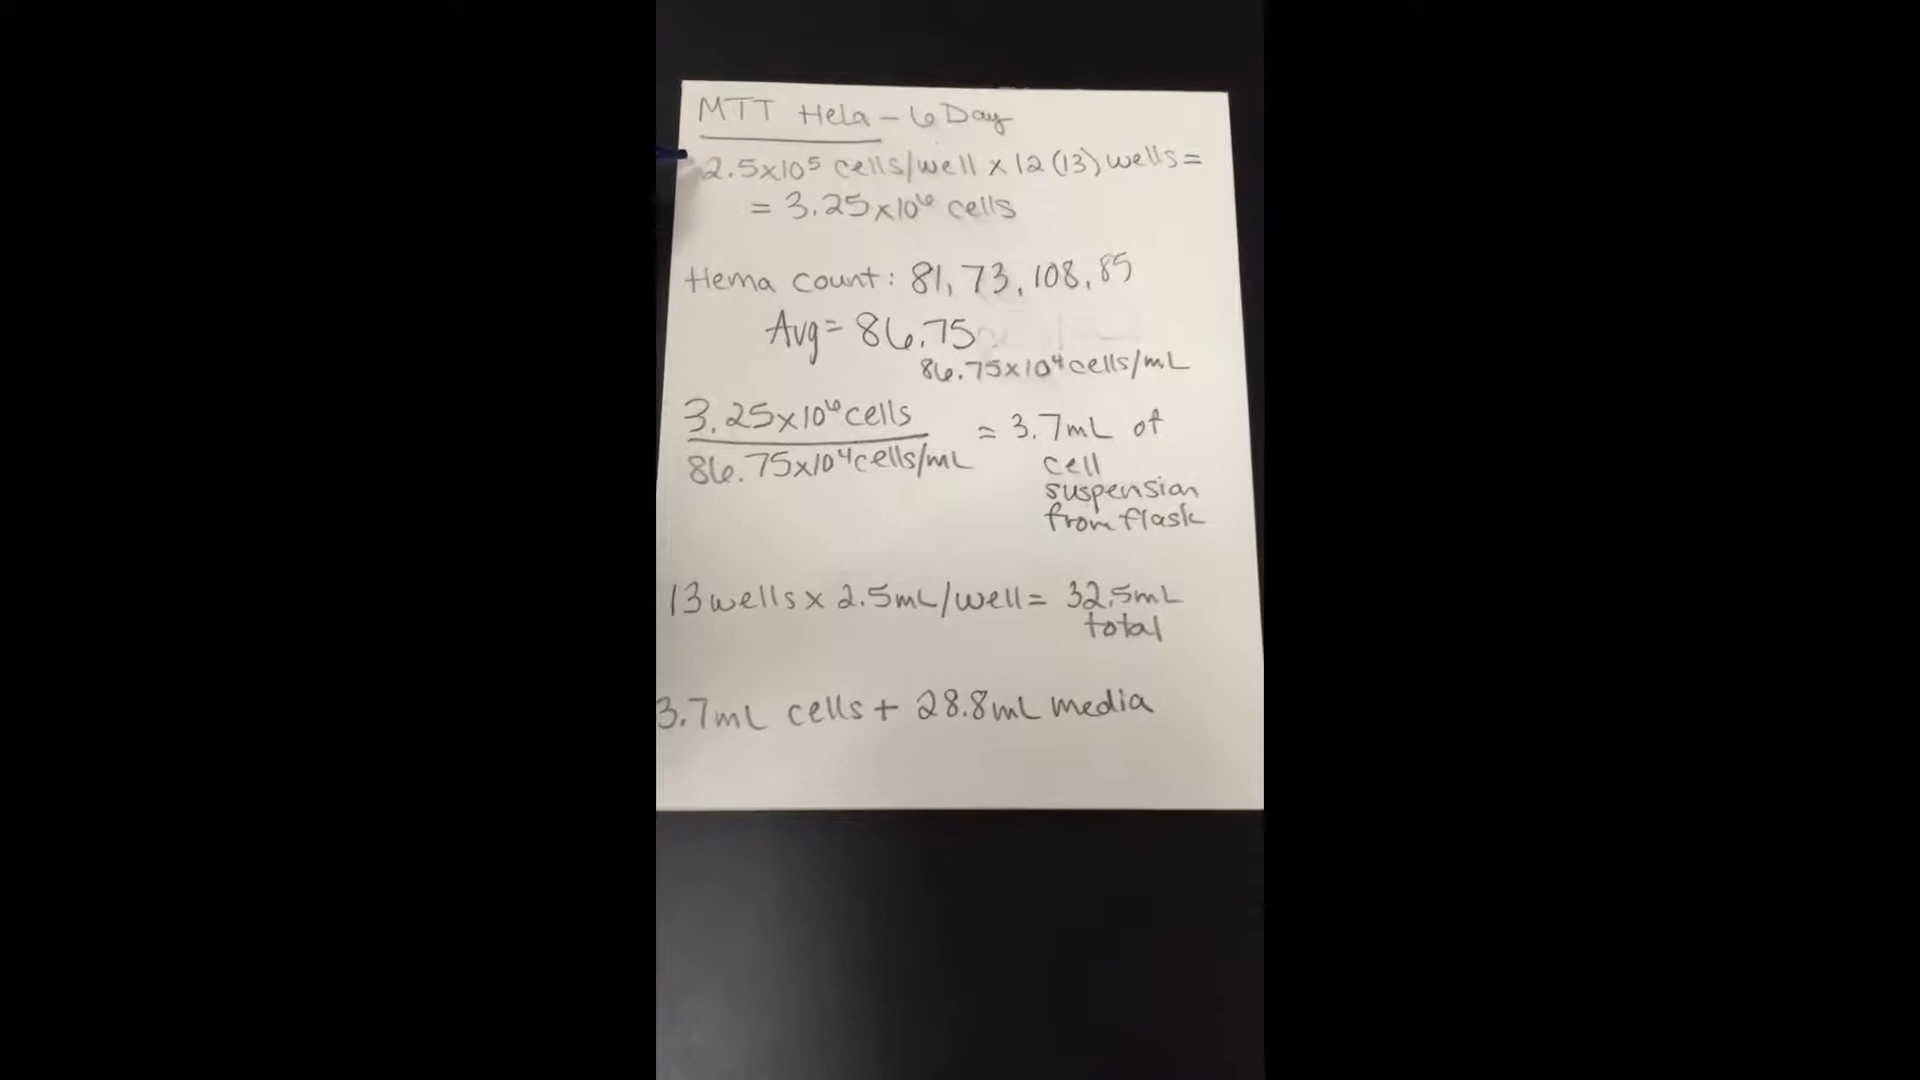 MTT Hela - 6 Day
2.5x10⁵ cells/well x 12 (13) wells =
= 3.25x10⁶ cells
Hema count: 81, 73, 108, 85
Avg = 86.75
86.75x10⁴ cells/mL
3.25x10⁶ cells
86.75x10⁴ cells/mL
= 3.7mL of
cell
suspension
from flask
13 wells x 2.5mL/well = 32.5mL
total
3.7mL cells + 28.8mL media